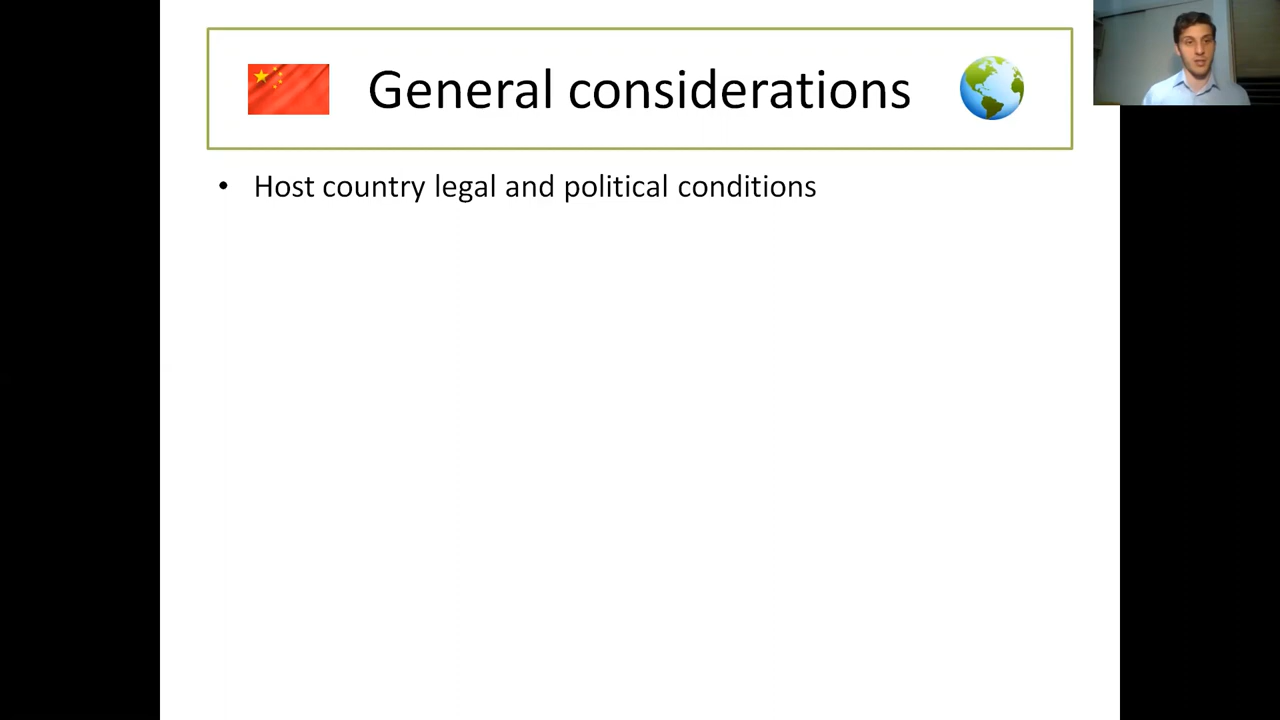 General considerations
• Host country legal and political conditions